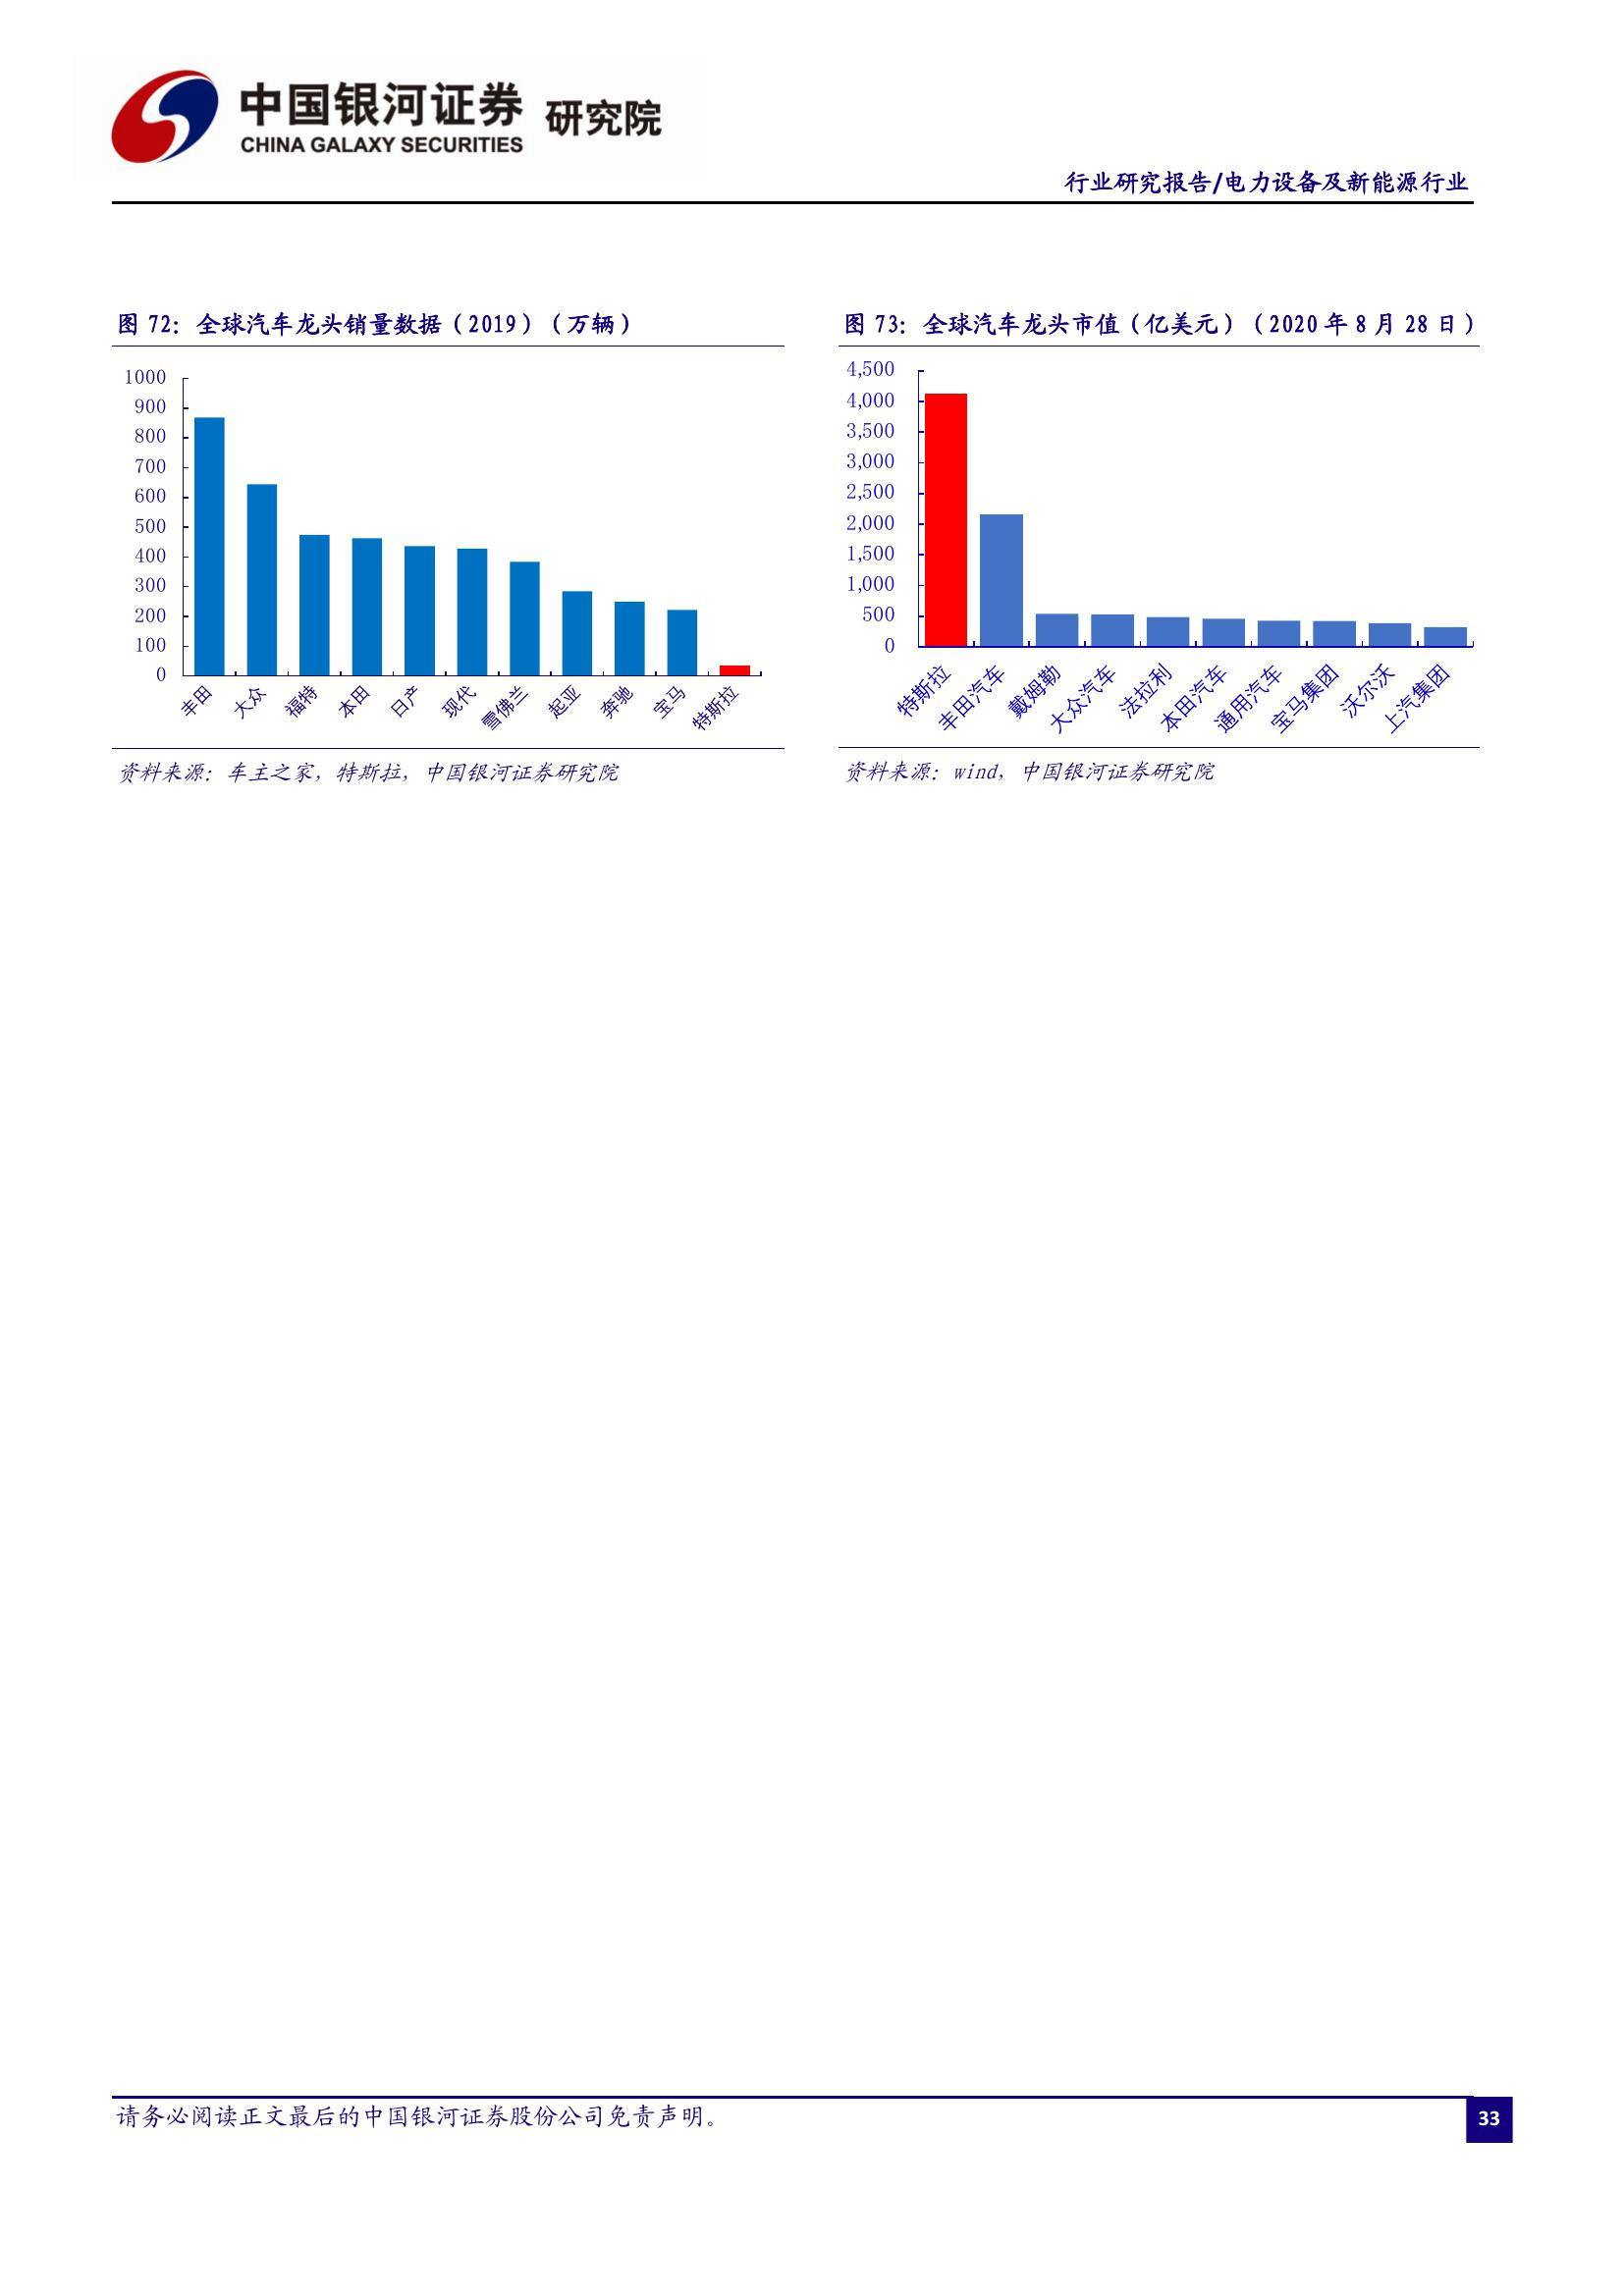 中国银河证券 研究院
CHINA GALAXY SECURITIES
行业研究报告/电力设备及新能源行业
图 72：全球汽车龙头销量数据（2019）（万辆）
1000
900
800
700
600
500
400
300
200
100
0
丰田
大众
福特
本田
日产
现代
雪佛兰
起亚
奔驰
宝马
特斯拉
资料来源：车主之家，特斯拉，中国银河证券研究院
图 73：全球汽车龙头市值（亿美元）（2020 年 8 月 28 日）
4,500
4,000
3,500
3,000
2,500
2,000
1,500
1,000
500
0
特斯拉
丰田汽车
戴姆勒
大众汽车
法拉利
本田汽车
通用汽车
宝马集团
沃尔沃
上汽集团
资料来源：wind，中国银河证券研究院
请务必阅读正文最后的中国银河证券股份公司免责声明。
33